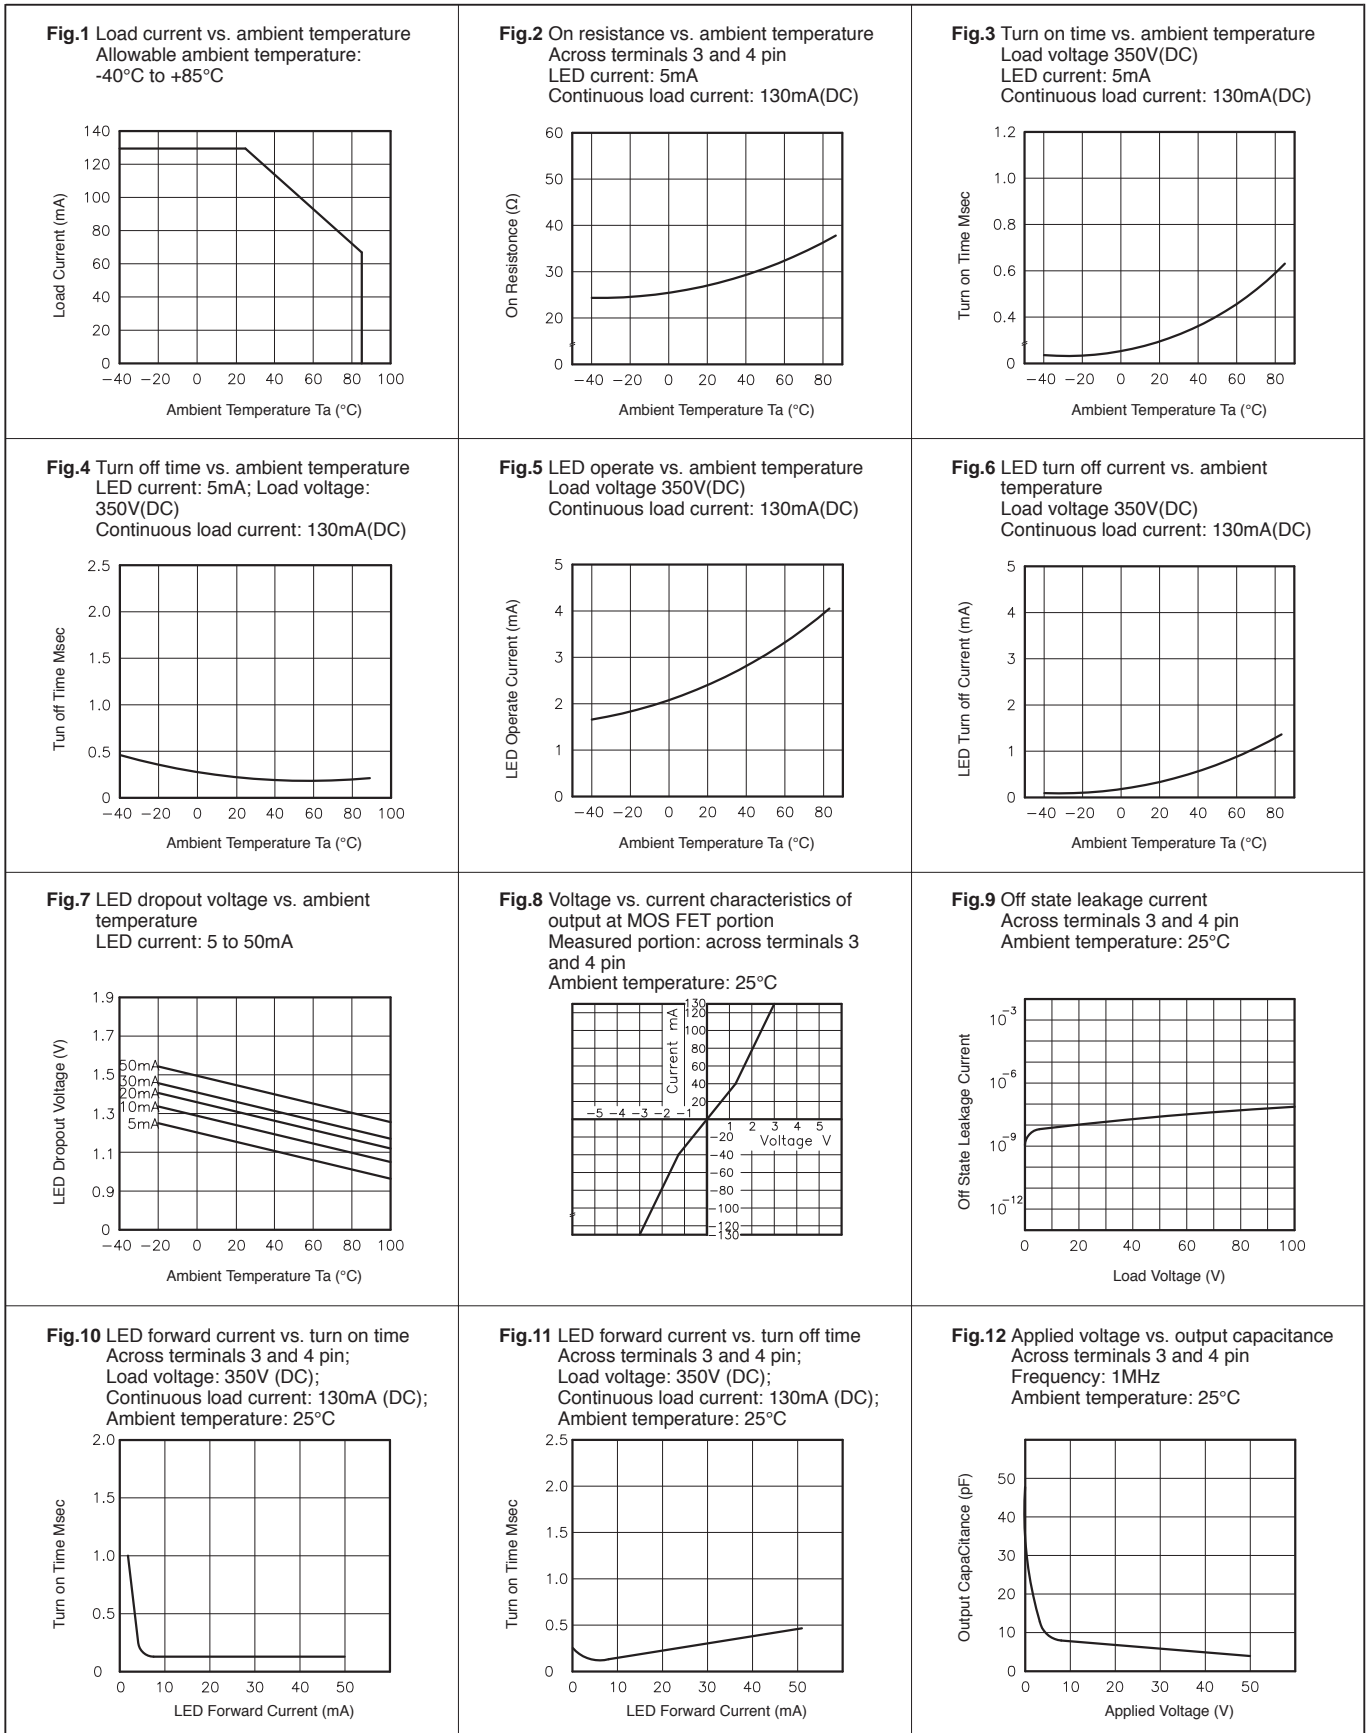 Fig.1 Load current vs. ambient temperature
Allowable ambient temperature:
-40°C to +85°C
140
120
100
80
60
40
20
0
−40 −20 0 20 40 60 80 100
Load Current (mA)
Ambient Temperature Ta (°C)
Fig.2 On resistance vs. ambient temperature
Across terminals 3 and 4 pin
LED current: 5mA
Continuous load current: 130mA(DC)
60
50
40
30
20
0
−40 −20 0 20 40 60 80
On Resistonce (Ω)
Ambient Temperature Ta (°C)
Fig.3 Turn on time vs. ambient temperature
Load voltage 350V(DC)
LED current: 5mA
Continuous load current: 130mA(DC)
1.2
1.0
0.8
0.6
0.4
0
−40 −20 0 20 40 60 80
Turn on Time Msec
Ambient Temperature Ta (°C)
Fig.4 Turn off time vs. ambient temperature
LED current: 5mA; Load voltage:
350V(DC)
Continuous load current: 130mA(DC)
2.5
2.0
1.5
1.0
0.5
0
−40 −20 0 20 40 60 80 100
Tun off Time Msec
Ambient Temperature Ta (°C)
Fig.5 LED operate vs. ambient temperature
Load voltage 350V(DC)
Continuous load current: 130mA(DC)
5
4
3
2
1
0
−40 −20 0 20 40 60 80
LED Operate Current (mA)
Ambient Temperature Ta (°C)
Fig.6 LED turn off current vs. ambient
temperature
Load voltage 350V(DC)
Continuous load current: 130mA(DC)
5
4
3
2
1
0
−40 −20 0 20 40 60 80
LED Turn off Current (mA)
Ambient Temperature Ta (°C)
Fig.7 LED dropout voltage vs. ambient
temperature
LED current: 5 to 50mA
1.9
1.7
1.5
1.3
1.1
0.9
0
50mA
30mA
20mA
10mA
5mA
−40 −20 0 20 40 60 80 100
LED Dropout Voltage (V)
Ambient Temperature Ta (°C)
Fig.8 Voltage vs. current characteristics of
output at MOS FET portion
Measured portion: across terminals 3
and 4 pin
Ambient temperature: 25°C
130
120
100
80
60
40
20
Current mA
−5 −4 −3 −2 −1
1 2 3 4 5
Voltage V
−20
−40
−60
−80
−100
−120
−130
Fig.9 Off state leakage current
Across terminals 3 and 4 pin
Ambient temperature: 25°C
10−3
10−6
10−9
10−12
0 20 40 60 80 100
Off State Leakage Current
Load Voltage (V)
Fig.10 LED forward current vs. turn on time
Across terminals 3 and 4 pin;
Load voltage: 350V (DC);
Continuous load current: 130mA (DC);
Ambient temperature: 25°C
2.0
1.5
1.0
0.5
0
0 10 20 30 40 50
Turn on Time Msec
LED Forward Current (mA)
Fig.11 LED forward current vs. turn off time
Across terminals 3 and 4 pin;
Load voltage: 350V (DC);
Continuous load current: 130mA (DC);
Ambient temperature: 25°C
2.5
2.0
1.5
1.0
0.5
0
0 10 20 30 40 50
Turn on Time Msec
LED Forward Current (mA)
Fig.12 Applied voltage vs. output capacitance
Across terminals 3 and 4 pin
Frequency: 1MHz
Ambient temperature: 25°C
50
40
30
20
10
0
0 10 20 30 40 50
Output CapaCitance (pF)
Applied Voltage (V)